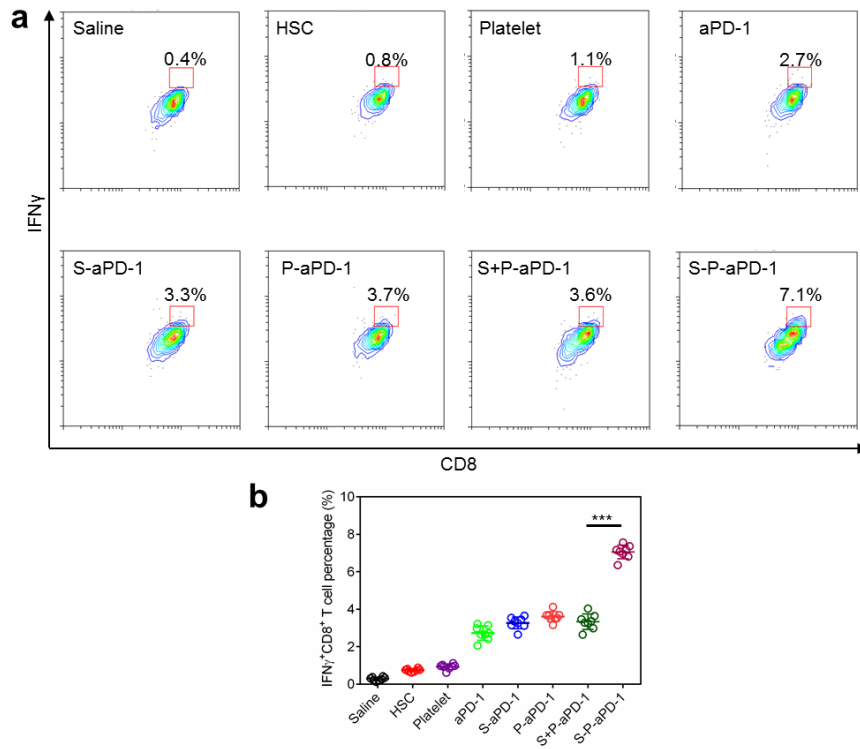 a
Saline HSC Platelet aPD-1
0.4% 0.8% 1.1% 2.7%
IFNγ
S-aPD-1 P-aPD-1 S+P-aPD-1 S-P-aPD-1
3.3% 3.7% 3.6% 7.1%
CD8
b
10
8
6
4
2
0
IFNγ+CD8+ T cell percentage (%)
***
Saline HSC Platelet aPD-1 S-aPD-1 P-aPD-1 S+P-aPD-1 S-P-aPD-1